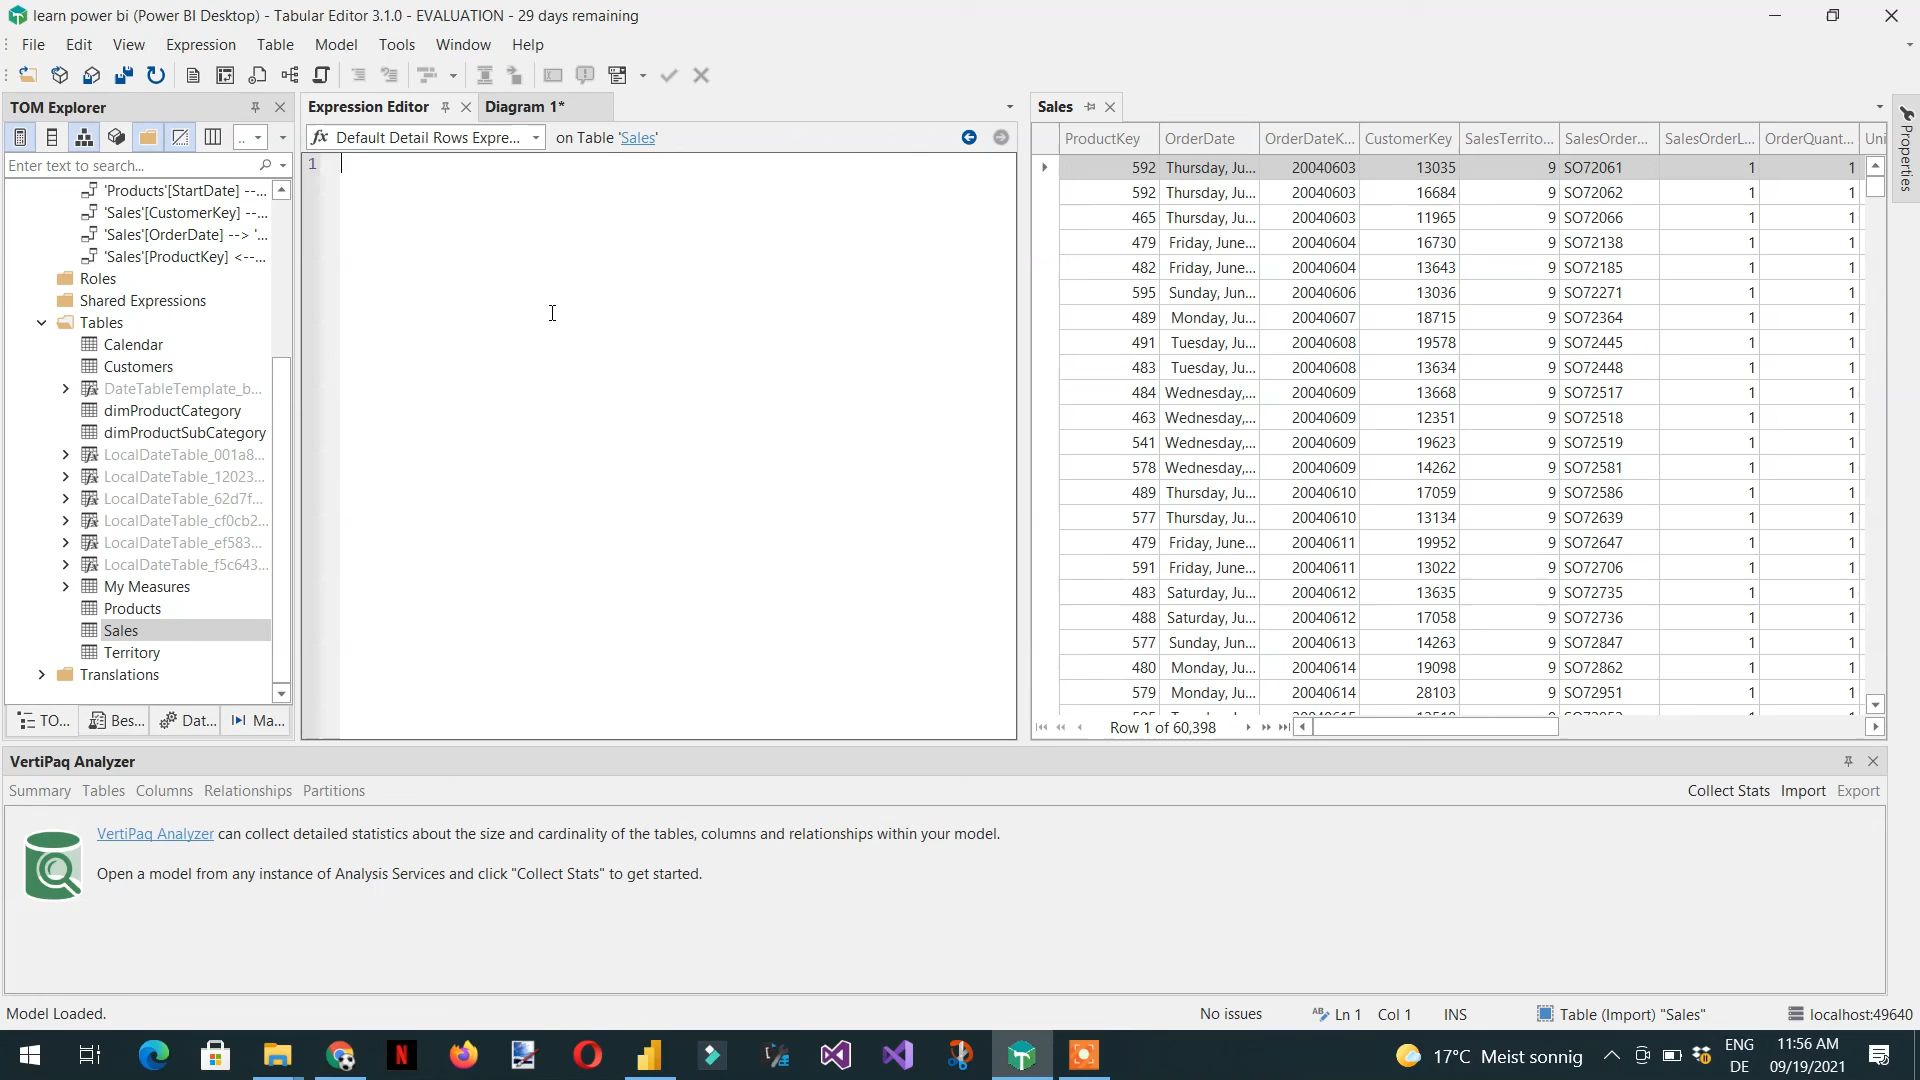 learn power bi (Power BI Desktop) - Tabular Editor 3.1.0 - EVALUATION - 29 days remaining
File Edit View Expression Table Model Tools Window Help
TOM Explorer
..
Enter text to search...
'Products'[StartDate] --...
'Sales'[CustomerKey] --...
'Sales'[OrderDate] --> '...
'Sales'[ProductKey] <--...
Roles
Shared Expressions
Tables
Calendar
Customers
DateTableTemplate_b...
dimProductCategory
dimProductSubCategory
LocalDateTable_001a8...
LocalDateTable_12023...
LocalDateTable_62d7f...
LocalDateTable_cf0cb2...
LocalDateTable_ef583...
LocalDateTable_f5c643...
My Measures
Products
Sales
Territory
Translations
TO... Bes... Dat... Ma...
Expression Editor Diagram 1*
fx Default Detail Rows Expre... on Table 'Sales'
1
Sales
ProductKey OrderDate OrderDateK... CustomerKey SalesTerrito... SalesOrder... SalesOrderL... OrderQuant... Uni
592 Thursday, Ju... 20040603 13035 9 SO72061 1 1
592 Thursday, Ju... 20040603 16684 9 SO72062 1 1
465 Thursday, Ju... 20040603 11965 9 SO72066 1 1
479 Friday, June... 20040604 16730 9 SO72138 1 1
482 Friday, June... 20040604 13643 9 SO72185 1 1
595 Sunday, Jun... 20040606 13036 9 SO72271 1 1
489 Monday, Ju... 20040607 18715 9 SO72364 1 1
491 Tuesday, Ju... 20040608 19578 9 SO72445 1 1
483 Tuesday, Ju... 20040608 13634 9 SO72448 1 1
484 Wednesday,... 20040609 13668 9 SO72517 1 1
463 Wednesday,... 20040609 12351 9 SO72518 1 1
541 Wednesday,... 20040609 19623 9 SO72519 1 1
578 Wednesday,... 20040609 14262 9 SO72581 1 1
489 Thursday, Ju... 20040610 17059 9 SO72586 1 1
577 Thursday, Ju... 20040610 13134 9 SO72639 1 1
479 Friday, June... 20040611 19952 9 SO72647 1 1
591 Friday, June... 20040611 13022 9 SO72706 1 1
483 Saturday, Ju... 20040612 13635 9 SO72735 1 1
488 Saturday, Ju... 20040612 17058 9 SO72736 1 1
577 Sunday, Jun... 20040613 14263 9 SO72847 1 1
480 Monday, Ju... 20040614 19098 9 SO72862 1 1
579 Monday, Ju... 20040614 28103 9 SO72951 1 1
Row 1 of 60,398
Properties
VertiPaq Analyzer
Summary Tables Columns Relationships Partitions Collect Stats Import Export
VertiPaq Analyzer can collect detailed statistics about the size and cardinality of the tables, columns and relationships within your model.
Open a model from any instance of Analysis Services and click "Collect Stats" to get started.
Model Loaded. No issues Ln 1 Col 1 INS Table (Import) "Sales" localhost:49640
17°C Meist sonnig ENG DE 11:56 AM 09/19/2021